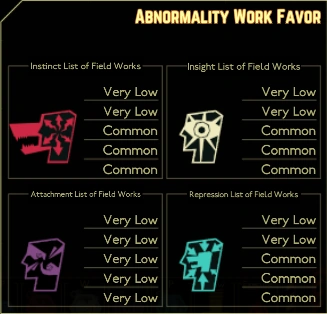 Abnormality Work Favor
Instinct List of Field Works
Very Low
Very Low
Common
Common
Common
Insight List of Field Works
Very Low
Very Low
Common
Common
Common
Attachment List of Field Works
Very Low
Very Low
Very Low
Very Low
Very Low
Repression List of Field Works
Very Low
Very Low
Common
Common
Common